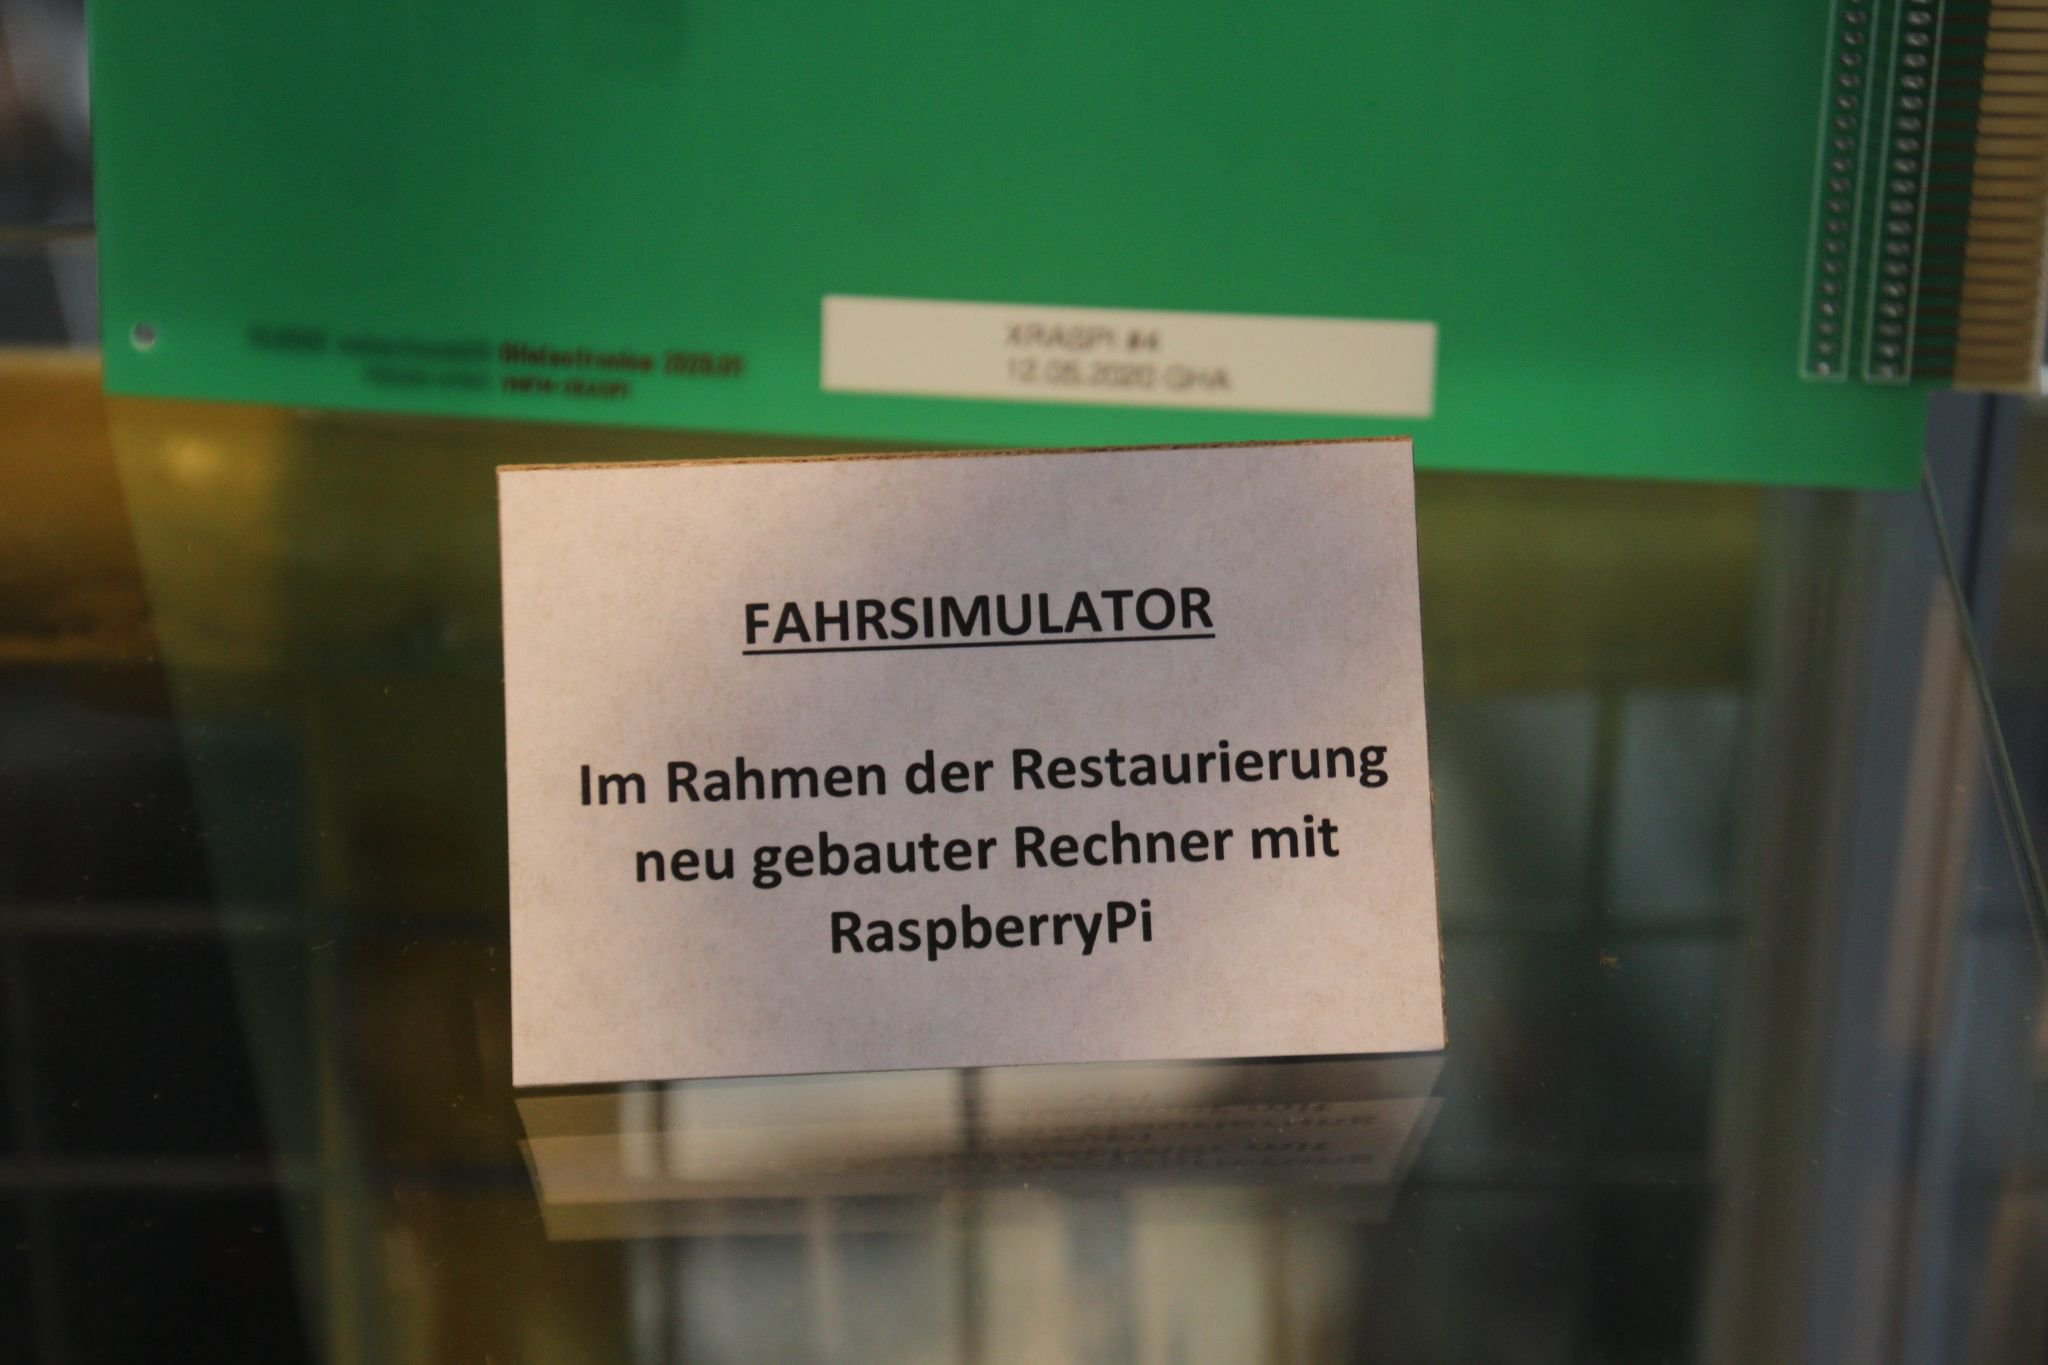 XRASPI #4
12.05.2020 GHA
FAHRSIMULATOR
Im Rahmen der Restaurierung
neu gebauter Rechner mit
RaspberryPi